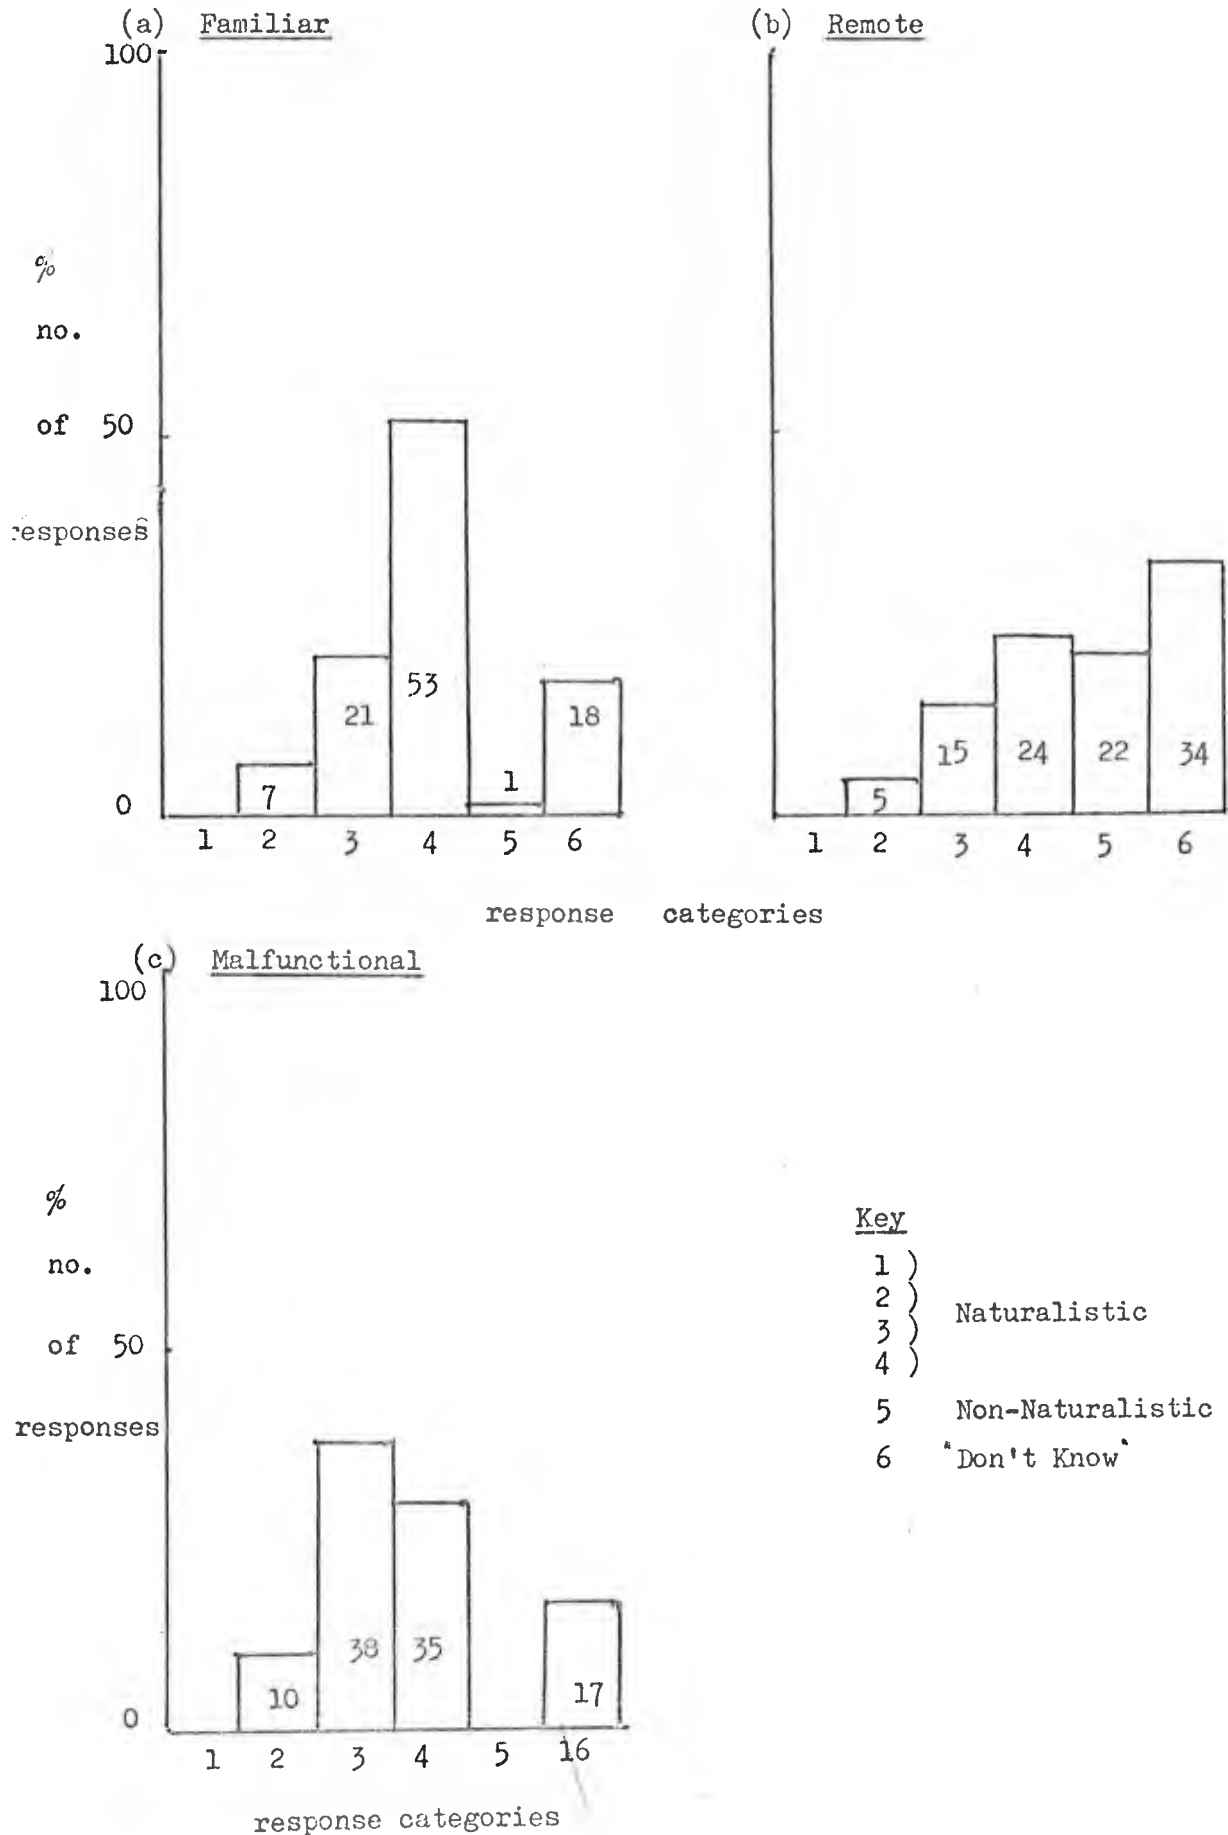 (a) Familiar
(b) Remote
100
%
no.
of 50
responses
0
7
21
53
1
18
1 2 3 4 5 6
5
15
24
22
34
1 2 3 4 5 6
response categories
(c) Malfunctional
100
%
no.
of 50
responses
0
10
38
35
17
1 2 3 4 5 16
response categories
Key
1 )
2 )
3 )
4 )
Naturalistic
5 Non-Naturalistic
6 "Don't Know"